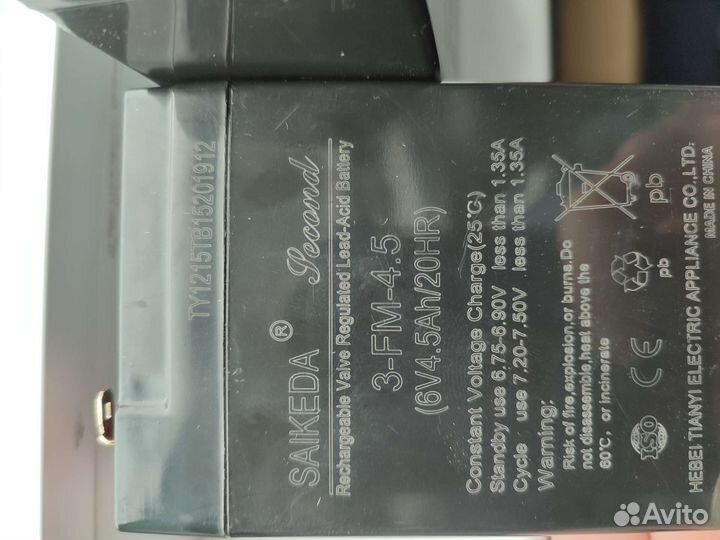 TY1215TB15201912
SAIKEDA ® Second
Rechargeable Valve Regulated Lead-Acid Battery
3-FM-4.5
(6V4.5Ah/20HR)
Constant Voltage Charge(25℃)
Standby use 6.75-6.90V less than 1.35A
Cycle use 7.20-7.50V less than 1.35A
Warning:
Risk of fire,explosion,or burns.Do
not disassemble,heat above the
60℃, or incinerate
ISO CE pb pb
HEBEI TIANYI ELECTRIC APPLIANCE CO.,LTD.
MADE IN CHINA
Avito